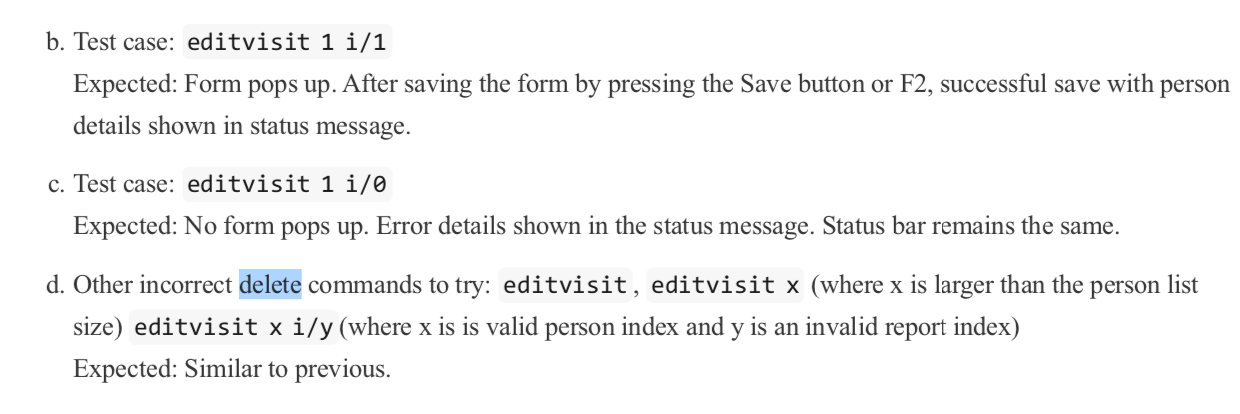 b. Test case: editvisit 1 i/1
Expected: Form pops up. After saving the form by pressing the Save button or F2, successful save with person
details shown in status message.
c. Test case: editvisit 1 i/0
Expected: No form pops up. Error details shown in the status message. Status bar remains the same.
d. Other incorrect delete commands to try: editvisit, editvisit x (where x is larger than the person list
size) editvisit x i/y (where x is is valid person index and y is an invalid report index)
Expected: Similar to previous.